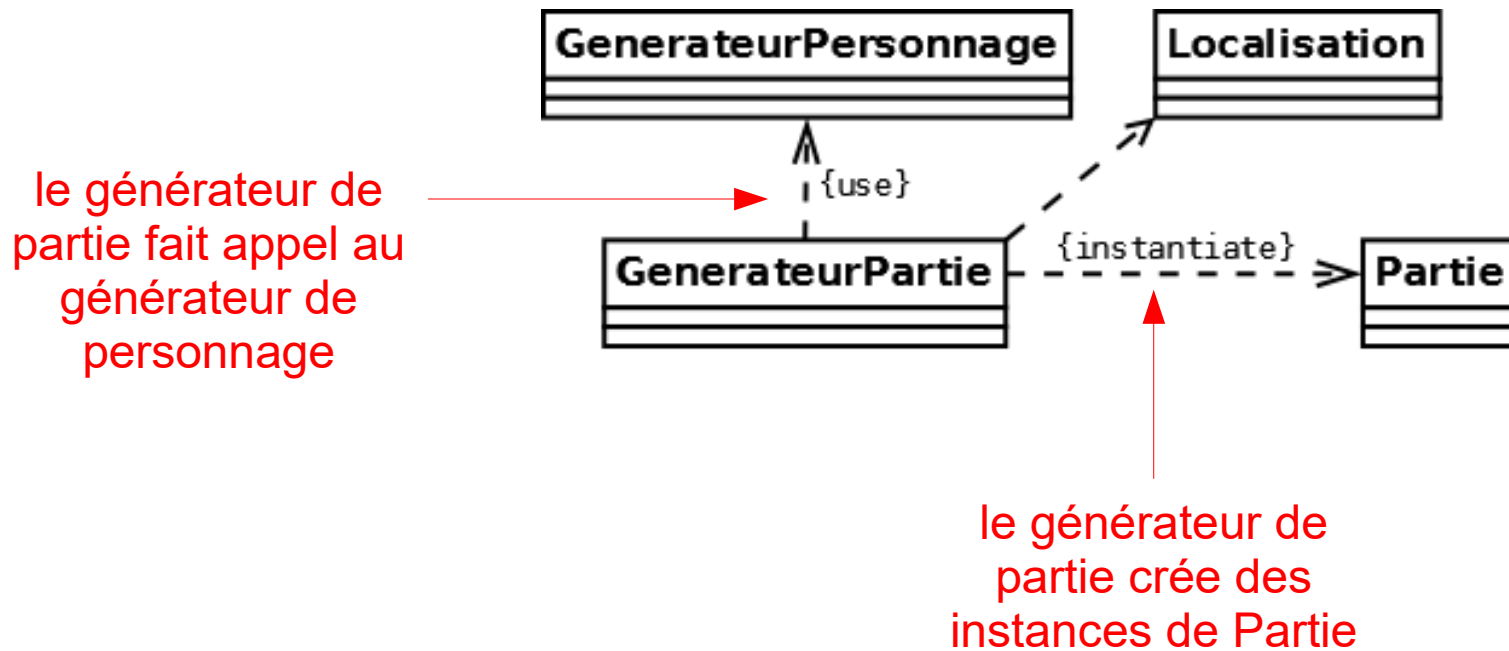 GenerateurPersonnage
Localisation
le générateur de
partie fait appel au
générateur de
personnage
{use}
GenerateurPartie
{instantiate}
Partie
le générateur de
partie crée des
instances de Partie